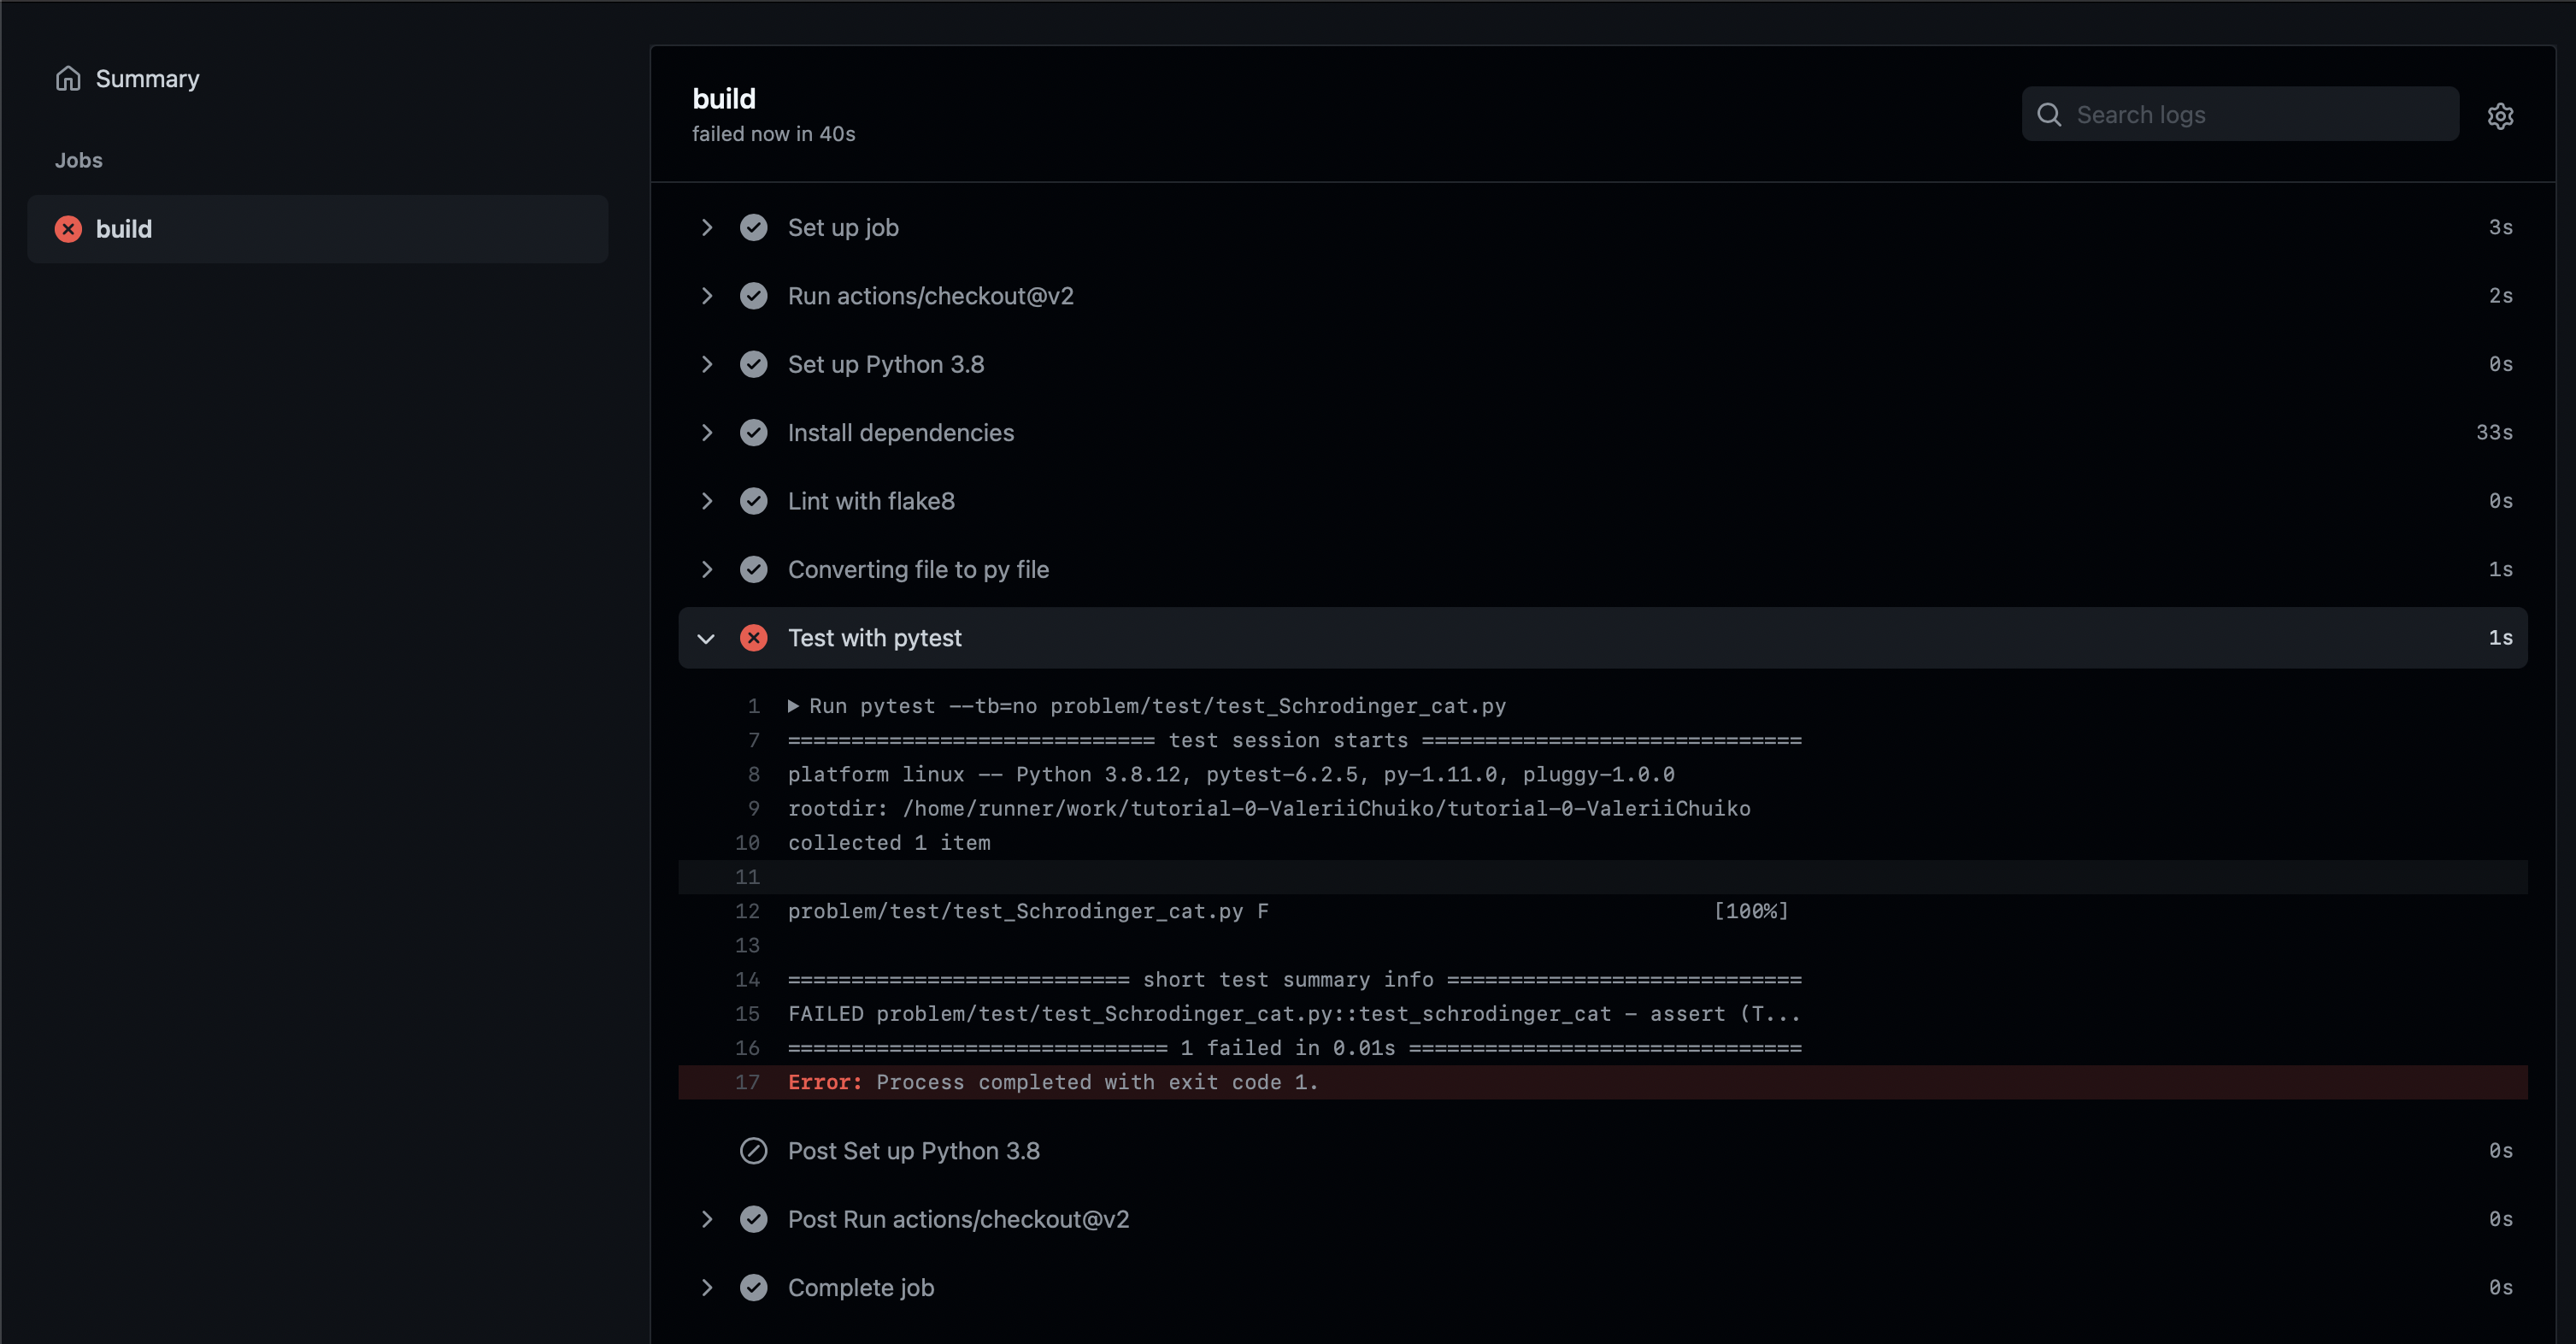 Summary
Jobs
build
build
failed now in 40s
Search logs
Set up job 3s
Run actions/checkout@v2 2s
Set up Python 3.8 0s
Install dependencies 33s
Lint with flake8 0s
Converting file to py file 1s
Test with pytest 1s
1 Run pytest --tb=no problem/test/test_Schrodinger_cat.py
7 ============================= test session starts ==============================
8 platform linux -- Python 3.8.12, pytest-6.2.5, py-1.11.0, pluggy-1.0.0
9 rootdir: /home/runner/work/tutorial-0-ValeriiChuiko/tutorial-0-ValeriiChuiko
10 collected 1 item
11
12 problem/test/test_Schrodinger_cat.py F [100%]
13
14 =========================== short test summary info ============================
15 FAILED problem/test/test_Schrodinger_cat.py::test_schrodinger_cat - assert (T...
16 ============================== 1 failed in 0.01s ===============================
17 Error: Process completed with exit code 1.
Post Set up Python 3.8 0s
Post Run actions/checkout@v2 0s
Complete job 0s